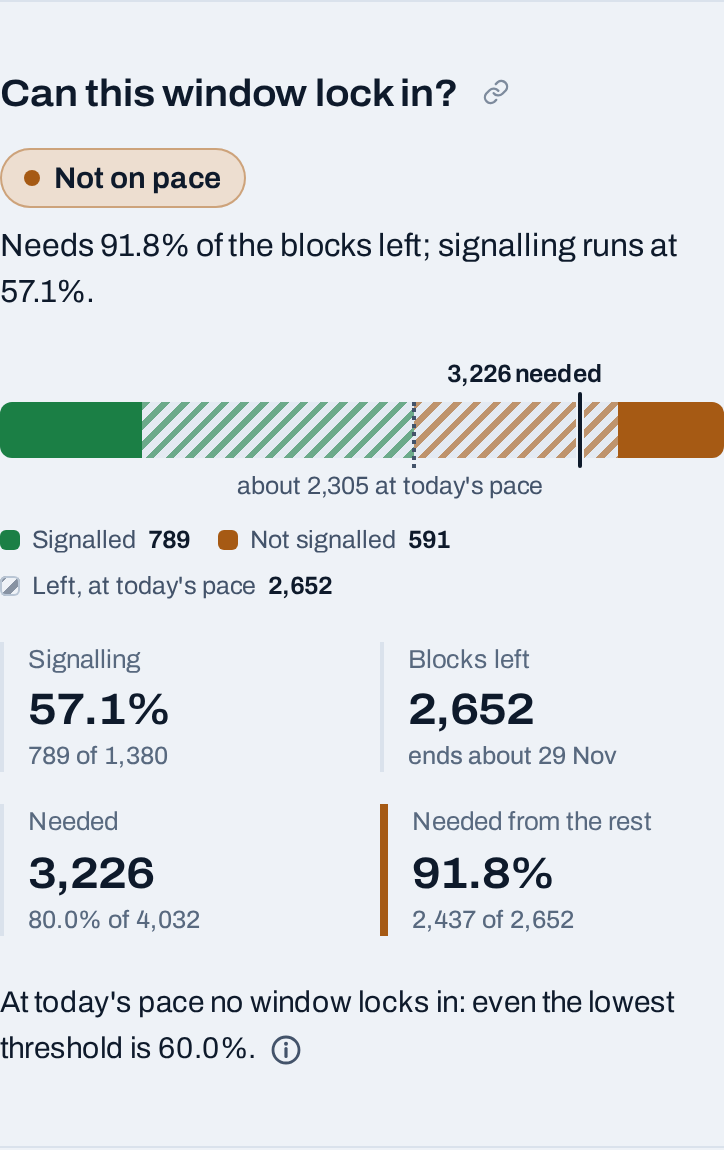 Can this window lock in?
Not on pace
Needs 91.8% of the blocks left; signalling runs at
57.1%.
3,226 needed
about 2,305 at today's pace
Signalled 789 Not signalled 591
Left, at today's pace 2,652
Signalling
57.1%
789 of 1,380
Blocks left
2,652
ends about 29 Nov
Needed
3,226
80.0% of 4,032
Needed from the rest
91.8%
2,437 of 2,652
At today's pace no window locks in: even the lowest
threshold is 60.0%.